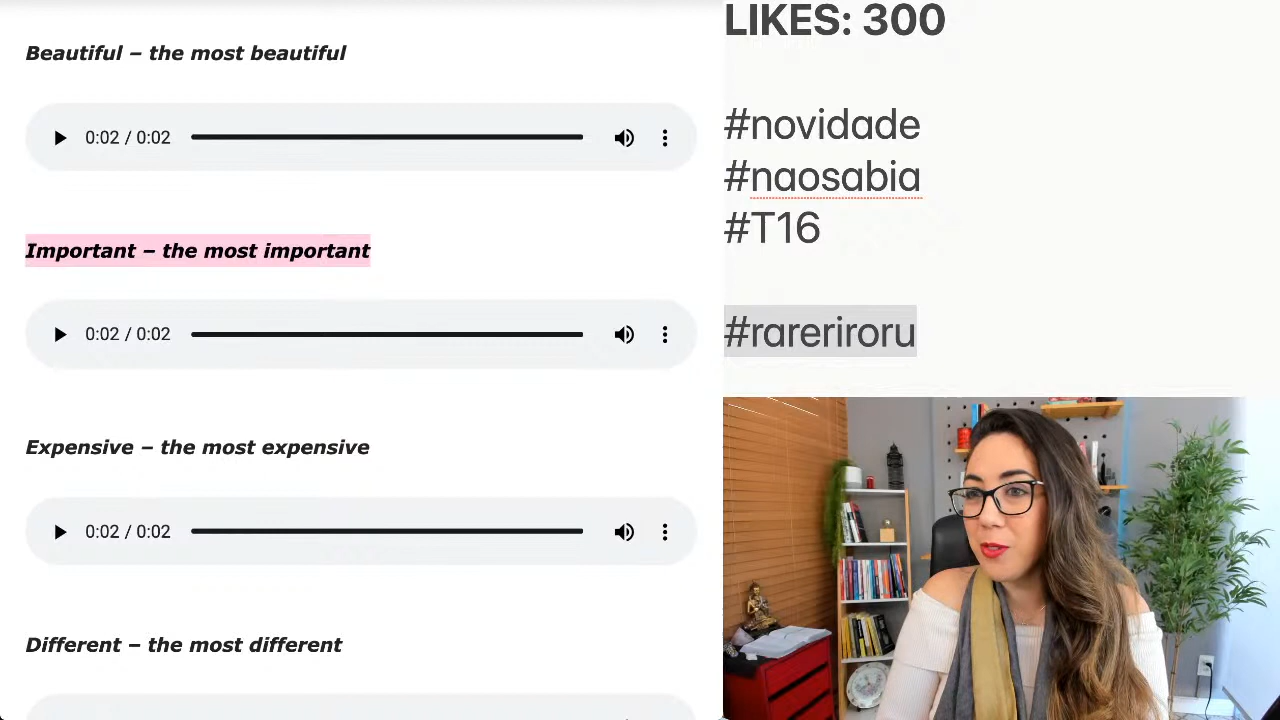 Beautiful – the most beautiful
0:02 / 0:02
Important – the most important
0:02 / 0:02
Expensive – the most expensive
0:02 / 0:02
Different – the most different
LIKES: 300
#novidade
#naosabia
#T16
#rareriroru